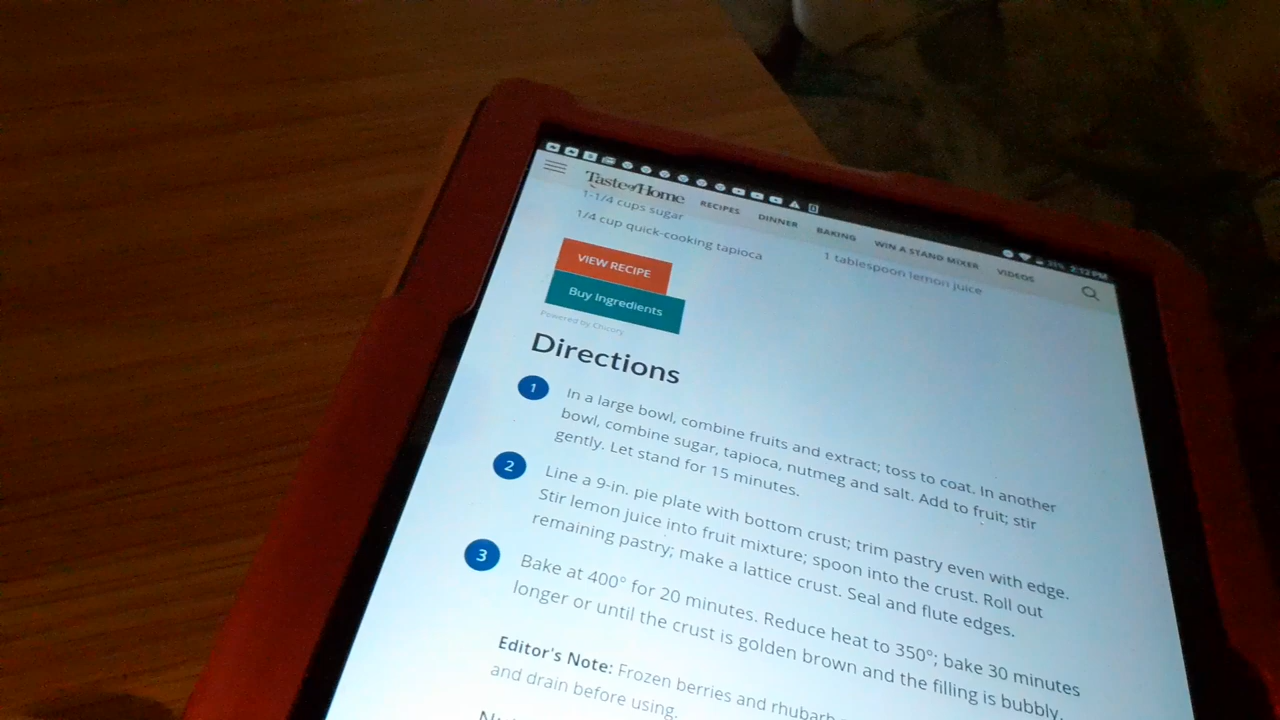 2:12 PM
Taste of Home
RECIPES
DINNER
BAKING
WIN A STAND MIXER
VIDEOS
1-1/4 cups sugar
1/4 cup quick-cooking tapioca
1 tablespoon lemon juice
VIEW RECIPE
Buy Ingredients
Powered by Chicory
Directions
1
In a large bowl, combine fruits and extract; toss to coat. In another
bowl, combine sugar, tapioca, nutmeg and salt. Add to fruit; stir
gently. Let stand for 15 minutes.
2
Line a 9-in. pie plate with bottom crust; trim pastry even with edge.
Stir lemon juice into fruit mixture; spoon into the crust. Roll out
remaining pastry; make a lattice crust. Seal and flute edges.
3
Bake at 400° for 20 minutes. Reduce heat to 350°; bake 30 minutes
longer or until the crust is golden brown and the filling is bubbly.
Editor's Note: Frozen berries and rhubarb
and drain before using.